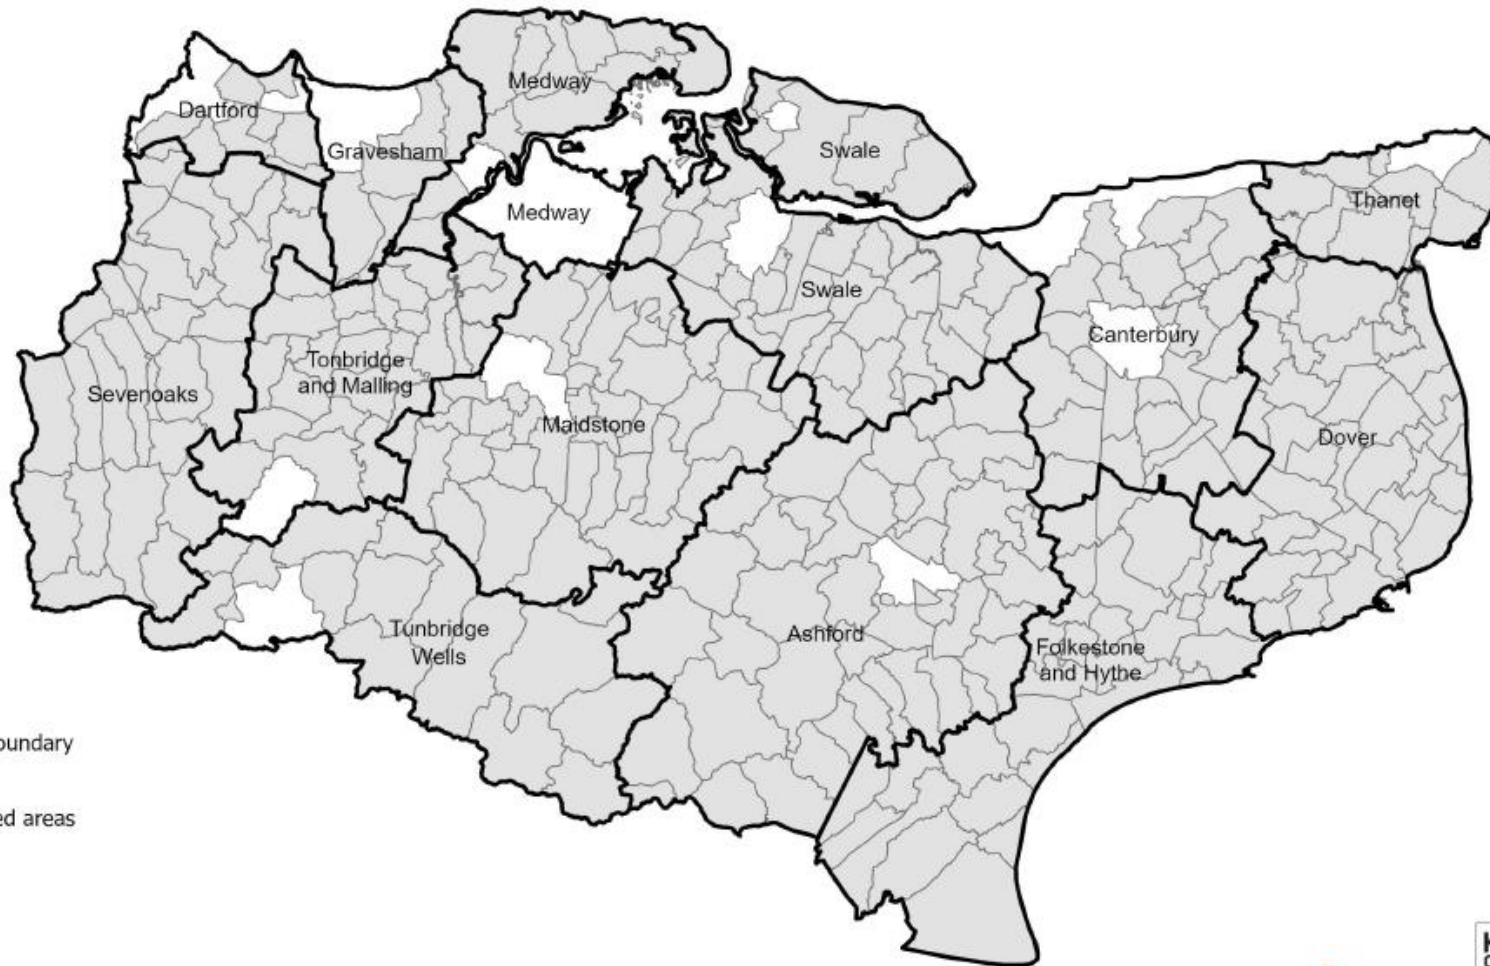 Medway
Dartford
Gravesham
Swale
Thanet
Medway
Swale
Canterbury
Tonbridge
and Malling
Sevenoaks
Maidstone
Dover
Tunbridge
Wells
Ashford
Folkestone
and Hythe
oundary
ed areas